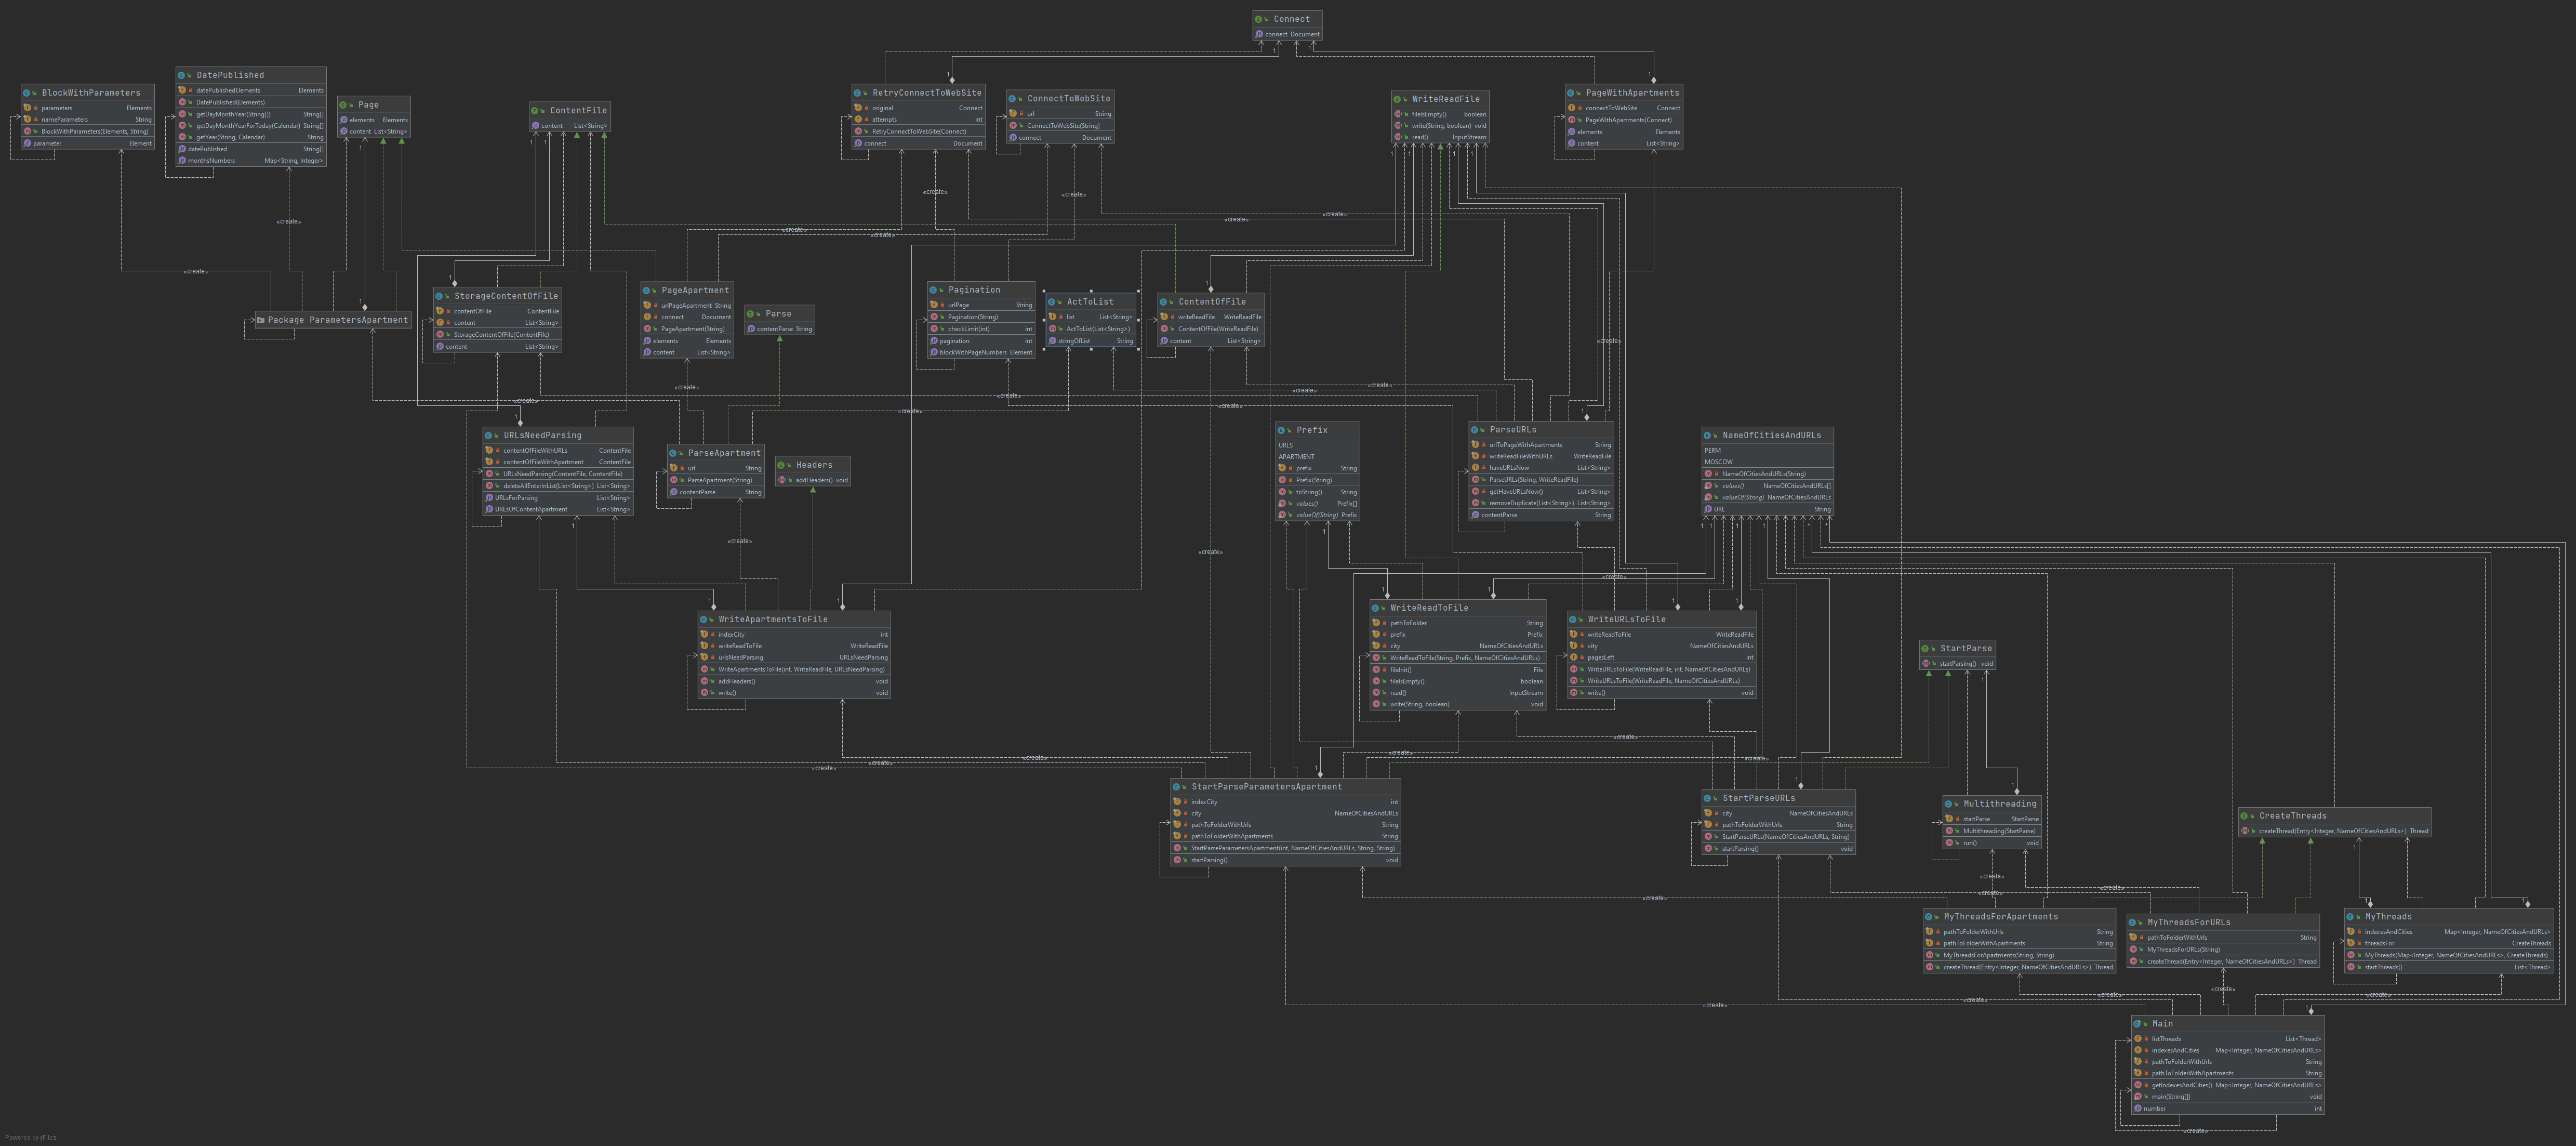 Connect
connect Document
BlockWithParameters
parameters Elements
nameParameters String
BlockWithParameters(Elements, String)
parameter Element
DatePublished
datePublishedElements Elements
DatePublished(Elements)
getDayMonthYear(String[]) String[]
getDayMonthYearForToday(Calendar) String[]
getYear(String, Calendar) String
datePublished String[]
monthsNumbers Map<String, Integer>
Page
elements Elements
content List<String>
ContentFile
content List<String>
RetryConnectToWebSite
original Connect
attempts int
RetryConnectToWebSite(Connect)
connect Document
ConnectToWebSite
url String
ConnectToWebSite(String)
connect Document
WriteReadFile
fileIsEmpty() boolean
write(String, boolean) void
read() InputStream
PageWithApartments
connectToWebSite Connect
PageWithApartments(Connect)
elements Elements
content List<String>
Package ParametersApartment
StorageContentOfFile
contentOfFile ContentFile
content List<String>
StorageContentOfFile(ContentFile)
content List<String>
PageApartment
urlPageApartment String
connect Document
PageApartment(String)
elements Elements
content List<String>
Parse
contentParse String
Pagination
urlPage String
Pagination(String)
checkLimit(int) int
pagination int
blockWithPageNumbers Element
ActToList
list List<String>
ActToList(List<String>)
stringOfList String
ContentOfFile
writeReadFile WriteReadFile
ContentOfFile(WriteReadFile)
content List<String>
URLsNeedParsing
contentOfFileWithURLs ContentFile
contentOfFileWithApartment ContentFile
URLsNeedParsing(ContentFile, ContentFile)
deleteAllEnterInList(List<String>) List<String>
URLsForParsing List<String>
URLsOfContentApartment List<String>
ParseApartment
url String
ParseApartment(String)
contentParse String
Headers
addHeaders() void
Prefix
URLS
APARTMENT
prefix String
Prefix(String)
toString() String
values() Prefix[]
valueOf(String) Prefix
ParseURLs
urlToPageWithApartments String
writeReadFileWithURLs WriteReadFile
haveURLsNow List<String>
ParseURLs(String, WriteReadFile)
getHaveURLsNow() List<String>
removeDuplicate(List<String>) List<String>
contentParse String
NameOfCitiesAndURLs
PERM
MOSCOW
NameOfCitiesAndURLs(String)
values() NameOfCitiesAndURLs[]
valueOf(String) NameOfCitiesAndURLs
URL String
WriteApartmentsToFile
indexCity int
writeReadToFile WriteReadFile
urlsNeedParsing URLsNeedParsing
WriteApartmentsToFile(int, WriteReadFile, URLsNeedParsing)
addHeaders() void
write() void
WriteReadToFile
pathToFolder String
prefix Prefix
city NameOfCitiesAndURLs
WriteReadToFile(String, Prefix, NameOfCitiesAndURLs)
fileInit() File
fileIsEmpty() boolean
read() InputStream
write(String, boolean) void
WriteURLsToFile
writeReadToFile WriteReadFile
city NameOfCitiesAndURLs
pagesLeft int
WriteURLsToFile(WriteReadFile, int, NameOfCitiesAndURLs)
WriteURLsToFile(WriteReadFile, NameOfCitiesAndURLs)
write() void
StartParse
startParsing() void
StartParseParametersApartment
indexCity int
city NameOfCitiesAndURLs
pathToFolderWithUrls String
pathToFolderWithApartments String
StartParseParametersApartment(int, NameOfCitiesAndURLs, String, String)
startParsing() void
StartParseURLs
city NameOfCitiesAndURLs
pathToFolderWithUrls String
StartParseURLs(NameOfCitiesAndURLs, String)
startParsing() void
Multithreading
startParse StartParse
Multithreading(StartParse)
run() void
CreateThreads
createThread(Entry<Integer, NameOfCitiesAndURLs>) Thread
MyThreadsForApartments
pathToFolderWithUrls String
pathToFolderWithApartments String
MyThreadsForApartments(String, String)
createThread(Entry<Integer, NameOfCitiesAndURLs>) Thread
MyThreadsForURLs
pathToFolderWithUrls String
MyThreadsForURLs(String)
createThread(Entry<Integer, NameOfCitiesAndURLs>) Thread
MyThreads
indexesAndCities Map<Integer, NameOfCitiesAndURLs>
threadsFor CreateThreads
MyThreads(Map<Integer, NameOfCitiesAndURLs>, CreateThreads)
startThreads() List<Thread>
Main
listThreads List<Thread>
indexesAndCities Map<Integer, NameOfCitiesAndURLs>
pathToFolderWithUrls String
pathToFolderWithApartments String
getIndexesAndCities() Map<Integer, NameOfCitiesAndURLs>
main(String[]) void
number int
«create»
Powered by yFiles